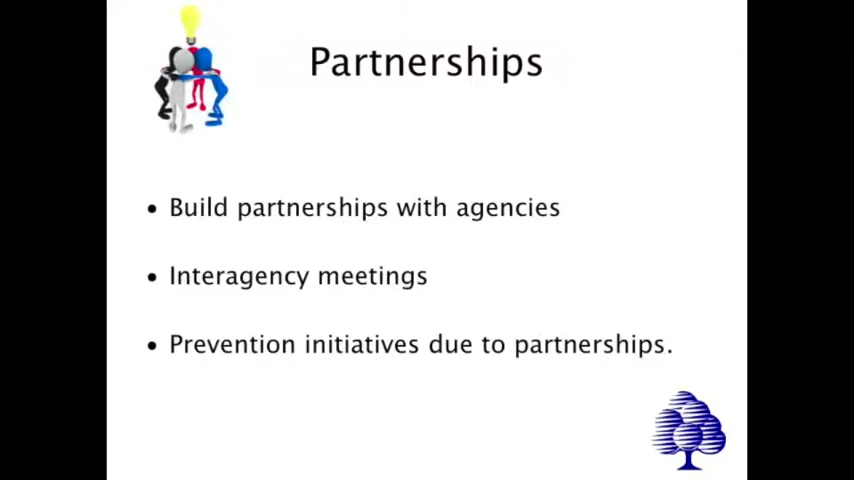 Partnerships
• Build partnerships with agencies
• Interagency meetings
• Prevention initiatives due to partnerships.